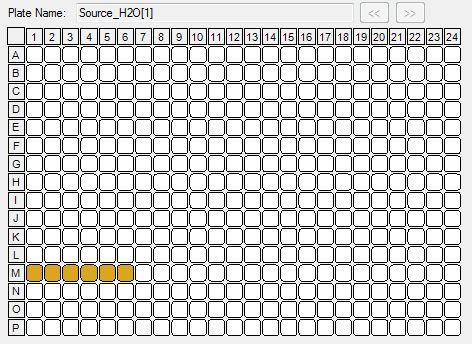 Plate Name: Source_H2O[1] << >>
1 2 3 4 5 6 7 8 9 10 11 12 13 14 15 16 17 18 19 20 21 22 23 24
A
B
C
D
E
F
G
H
I
J
K
L
M
N
O
P